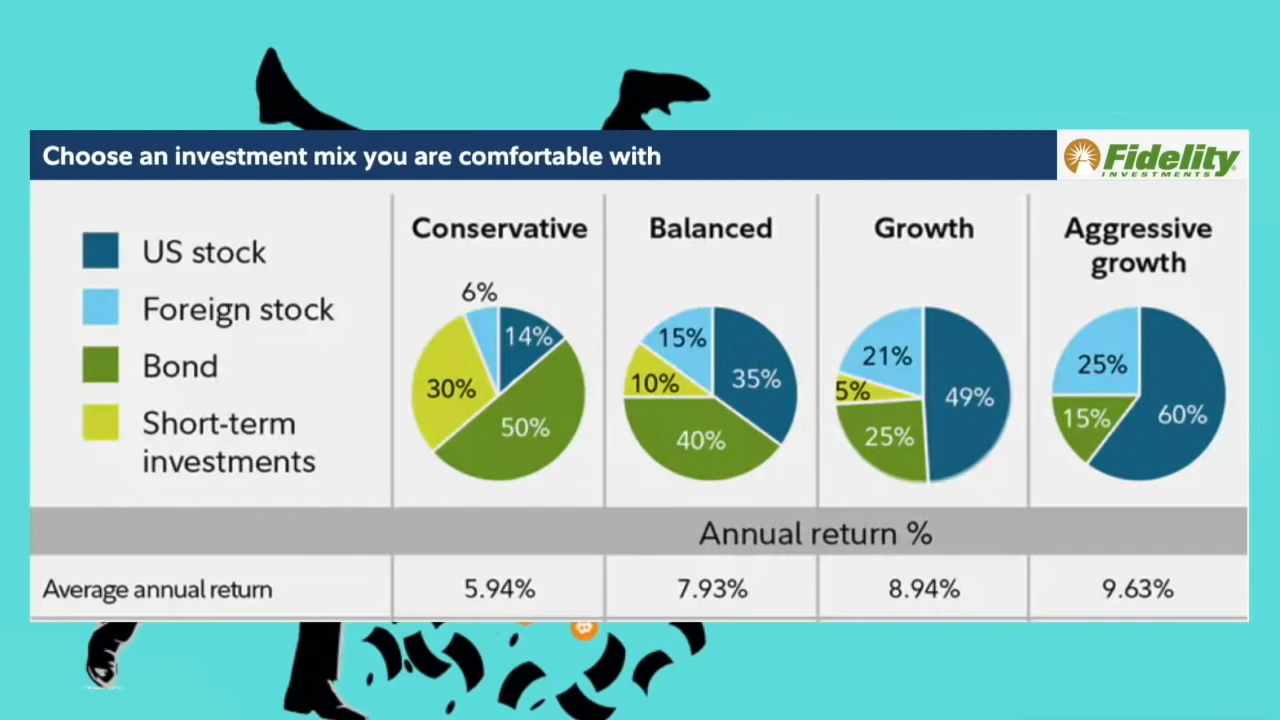 Choose an investment mix you are comfortable with
Fidelity
INVESTMENTS®
US stock
Foreign stock
Bond
Short-term
investments
Conservative
6%
14%
30%
50%
Balanced
15%
35%
10%
40%
Growth
21%
49%
5%
25%
Aggressive
growth
25%
60%
15%
Annual return %
Average annual return
5.94%
7.93%
8.94%
9.63%